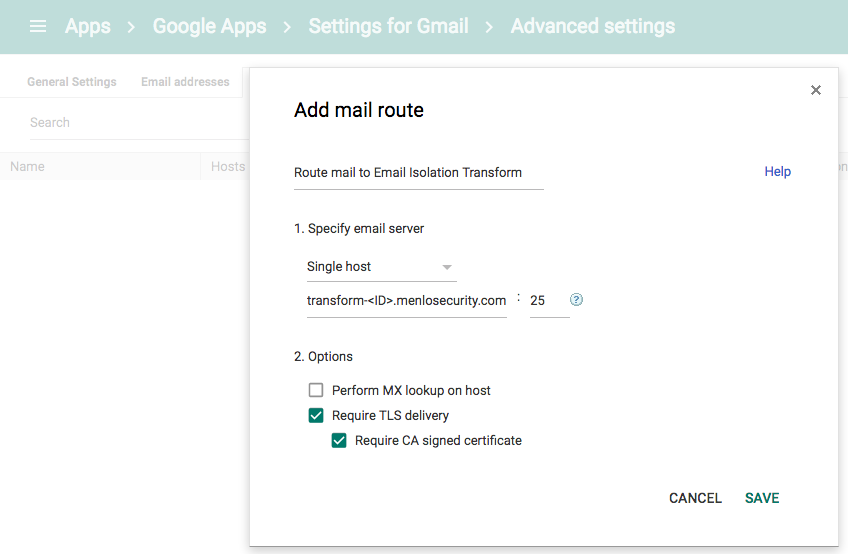 Apps > Google Apps > Settings for Gmail > Advanced settings
General Settings Email addresses
Search
Name Hosts
×
Add mail route
Route mail to Email Isolation Transform Help
1. Specify email server
Single host
transform-<ID>.menlosecurity.com : 25 ?
2. Options
Perform MX lookup on host
Require TLS delivery
Require CA signed certificate
CANCEL SAVE